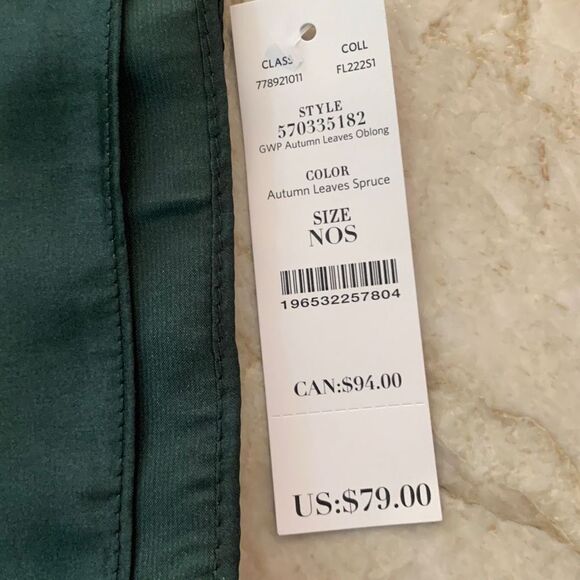 CLASS COLL
778921011 FL222S1
STYLE
570335182
GWP Autumn Leaves Oblong
COLOR
Autumn Leaves Spruce
SIZE
NOS
196532257804
CAN:$94.00
US:$79.00